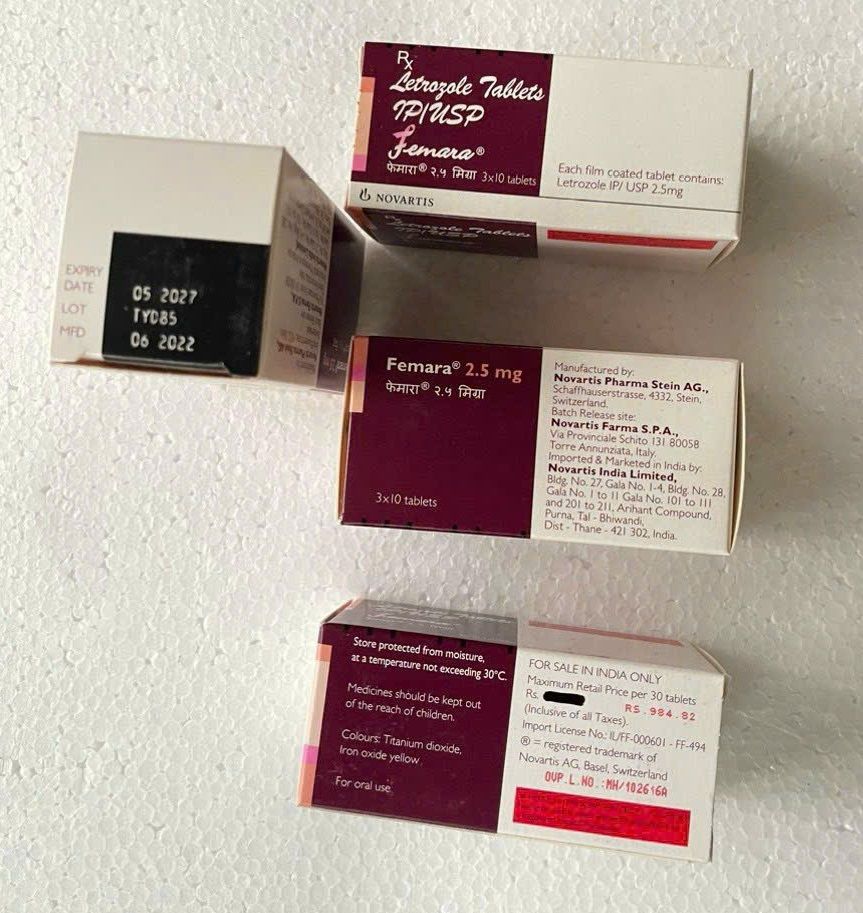 Rx
Letrozole Tablets
IP/USP
Femara®
फेमारा® २.५ मिग्रा 3x10 tablets
NOVARTIS
Each film coated tablet contains:
Letrozole IP/ USP 2.5mg
Rx
Letrozole Tablets
IP/USP
EXPIRY
DATE
LOT
MFD
05 2027
TY085
06 2022
Femara® 2.5 mg
फेमारा® २.५ मिग्रा
3x10 tablets
Manufactured by:
Novartis Pharma Stein AG.,
Schaffhauserstrasse, 4332, Stein,
Switzerland.
Batch Release site:
Novartis Farma S.P.A.,
Via Provinciale Schito 131 80058
Torre Annunziata, Italy.
Imported & Marketed in India by:
Novartis India Limited,
Bldg. No. 27, Gala No. 1-4, Bldg. No. 28,
Gala No. 1 to 11 Gala No. 101 to 111
and 201 to 211, Arihant Compound,
Purna, Tal - Bhiwandi,
Dist - Thane - 421 302, India.
Store protected from moisture,
at a temperature not exceeding 30°C.
Medicines should be kept out
of the reach of children.
Colours: Titanium dioxide,
Iron oxide yellow
For oral use
FOR SALE IN INDIA ONLY
Maximum Retail Price per 30 tablets
Rs. RS.984.82
(Inclusive of all Taxes).
Import License No.: IL/FF-000601 - FF-494
® = registered trademark of
Novartis AG, Basel, Switzerland
OVP.L.NO.:MH/102616A